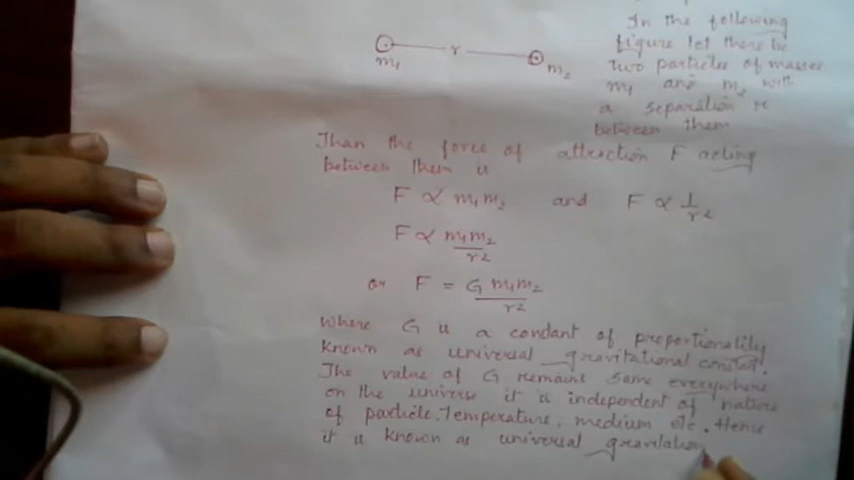 In the following
figure let there be
two particles of masses
m1 and m2 with
a separation r
between them
m1 r m2
Than the force of attraction F acting
between them is
F ∝ m1m2 and F ∝ 1/r2
F ∝ m1m2/r2
or F = G m1m2/r2
Where G is a constant of proportionality
known as universal gravitational constant.
The value of G remains same everywhere
on the universe it is independent of nature
of particle, Temperature, medium etc. Hence
it is known as universal gravitation